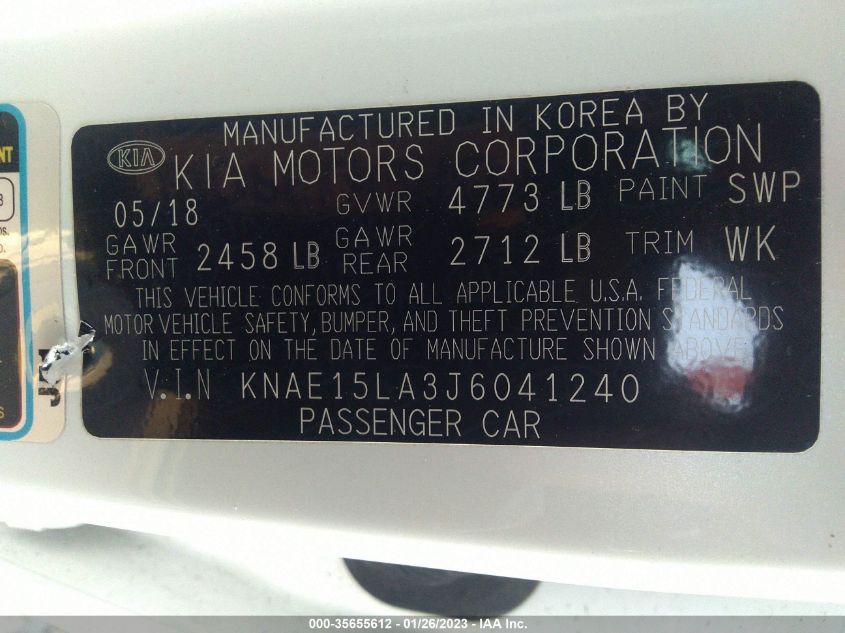 MANUFACTURED IN KOREA BY
KIA KIA MOTORS CORPORATION
05/18 GVWR 4773 LB PAINT SWP
GAWR FRONT 2458 LB GAWR REAR 2712 LB TRIM WK
THIS VEHICLE CONFORMS TO ALL APPLICABLE U.S.A. FEDERAL
MOTOR VEHICLE SAFETY, BUMPER, AND THEFT PREVENTION STANDARDS
IN EFFECT ON THE DATE OF MANUFACTURE SHOWN ABOVE.
V.I.N KNAE15LA3J6041240
PASSENGER CAR
000-35655612 - 01/26/2023 - IAA Inc.